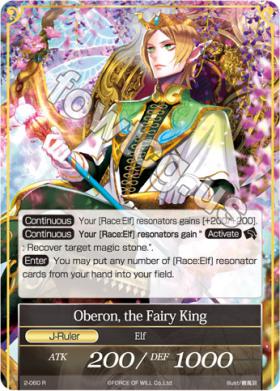 Continuous Your [Race:Elf] resonators gains [+200/+200].
Continuous Your [Race:Elf] resonators gain " Activate
: Recover target magic stone.".
Enter You may put any number of [Race:Elf] resonator
cards from your hand into your field.
Oberon, the Fairy King
J-Ruler Elf
ATK 200/ DEF 1000
2-060 R ©FORCE OF WILL Co.,Ltd Illust/